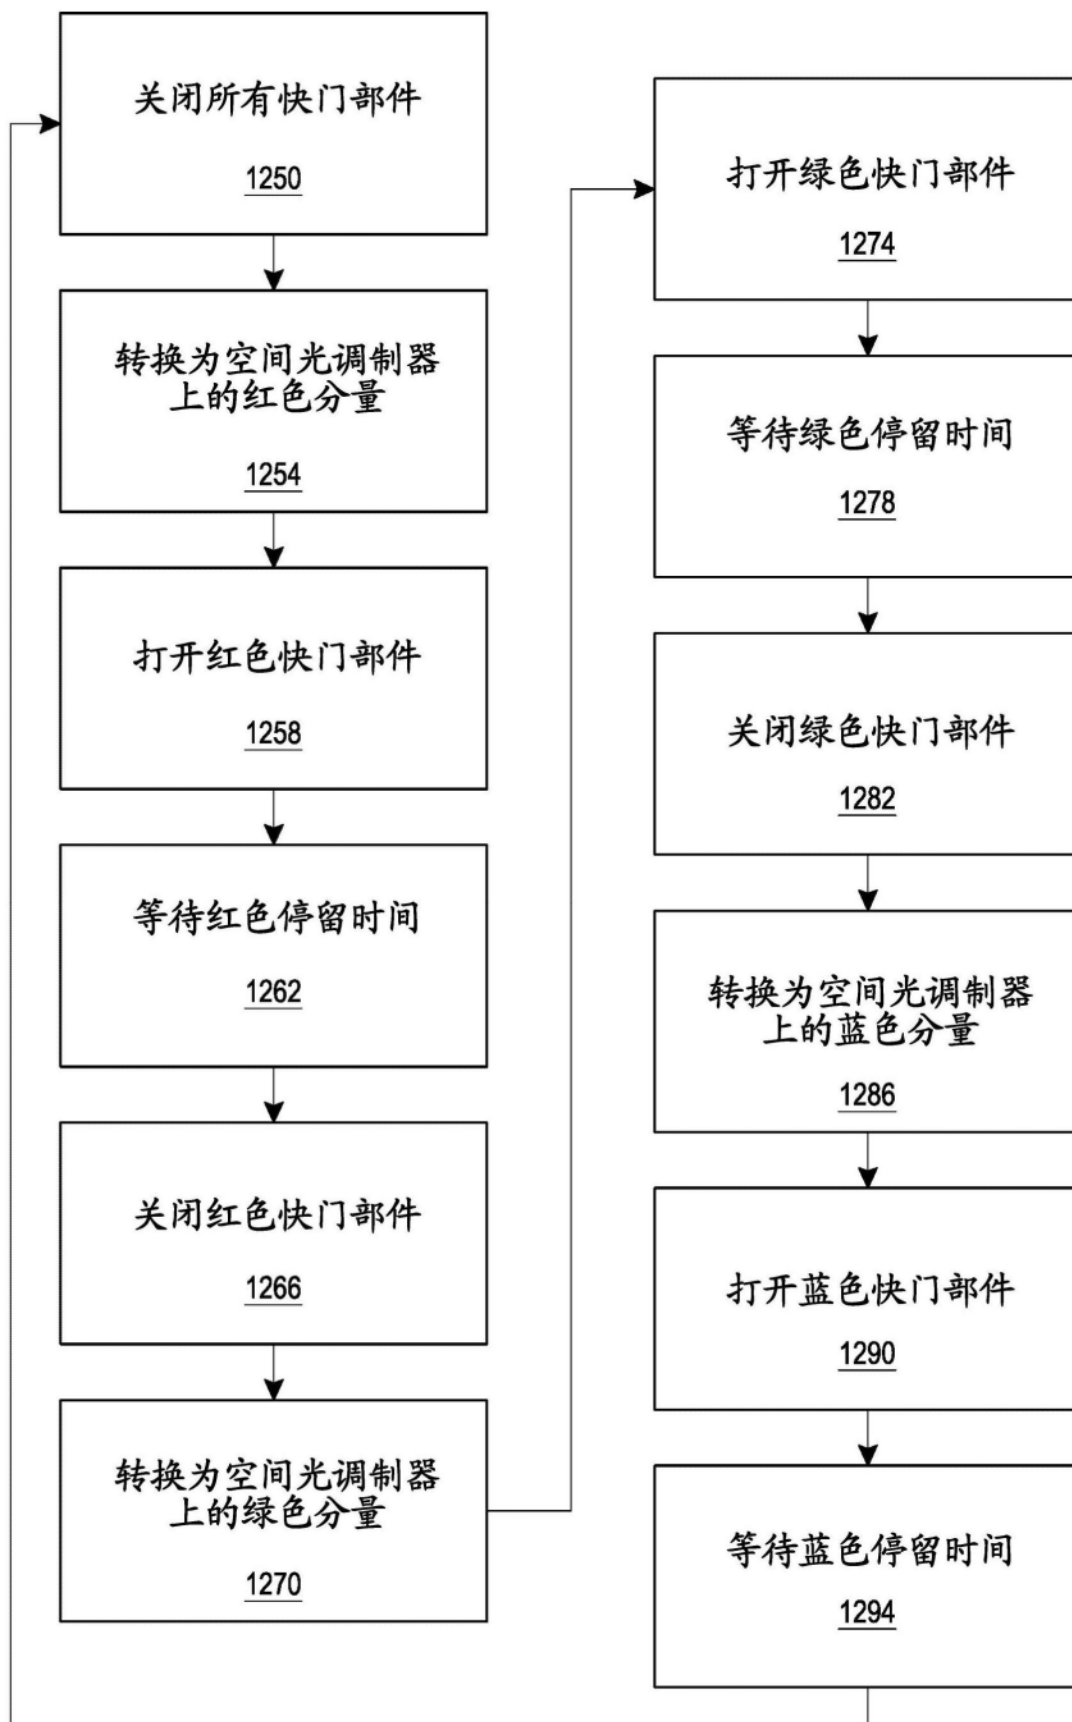 关闭所有快门部件
1250
转换为空间光调制器
上的红色分量
1254
打开红色快门部件
1258
等待红色停留时间
1262
关闭红色快门部件
1266
转换为空间光调制器
上的绿色分量
1270
打开绿色快门部件
1274
等待绿色停留时间
1278
关闭绿色快门部件
1282
转换为空间光调制器
上的蓝色分量
1286
打开蓝色快门部件
1290
等待蓝色停留时间
1294